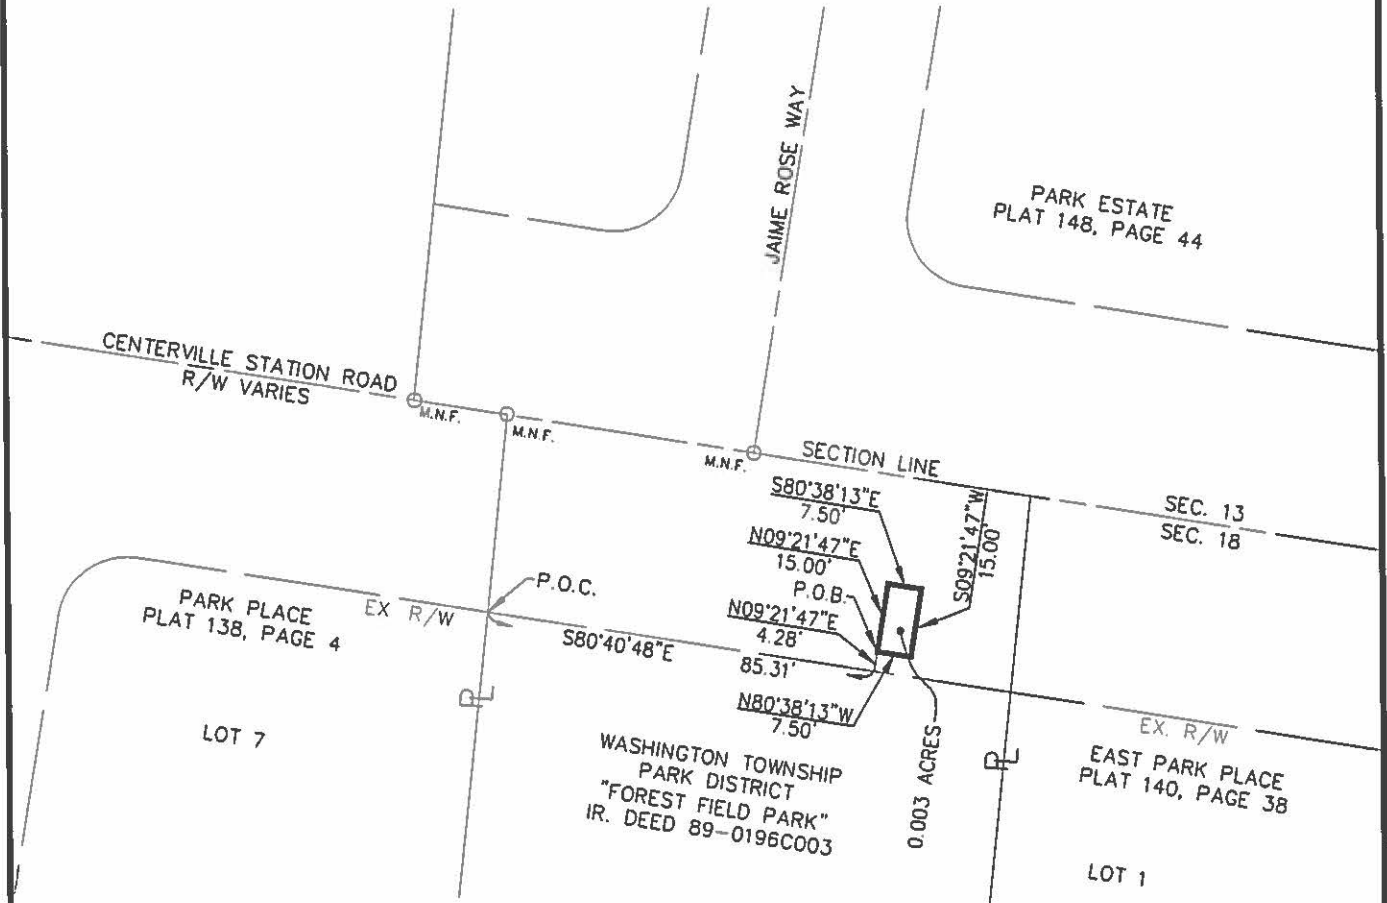 JAIME ROSE WAY
PARK ESTATE
PLAT 148, PAGE 44
CENTERVILLE STATION ROAD
R/W VARIES
M.N.F.
M.N.F.
M.N.F.
SECTION LINE
SEC. 13
SEC. 18
S80°38'13"E
7.50'
N09°21'47"E
15.00'
S09°21'47"W
15.00'
P.O.B.
N09°21'47"E
4.28'
P.O.C.
PARK PLACE
PLAT 138, PAGE 4
EX R/W
S80°40'48"E
85.31'
N80°38'13"W
7.50'
PL
LOT 7
WASHINGTON TOWNSHIP
PARK DISTRICT
"FOREST FIELD PARK"
IR. DEED 89-0196C003
0.003 ACRES
PL
EX. R/W
EAST PARK PLACE
PLAT 140, PAGE 38
LOT 1